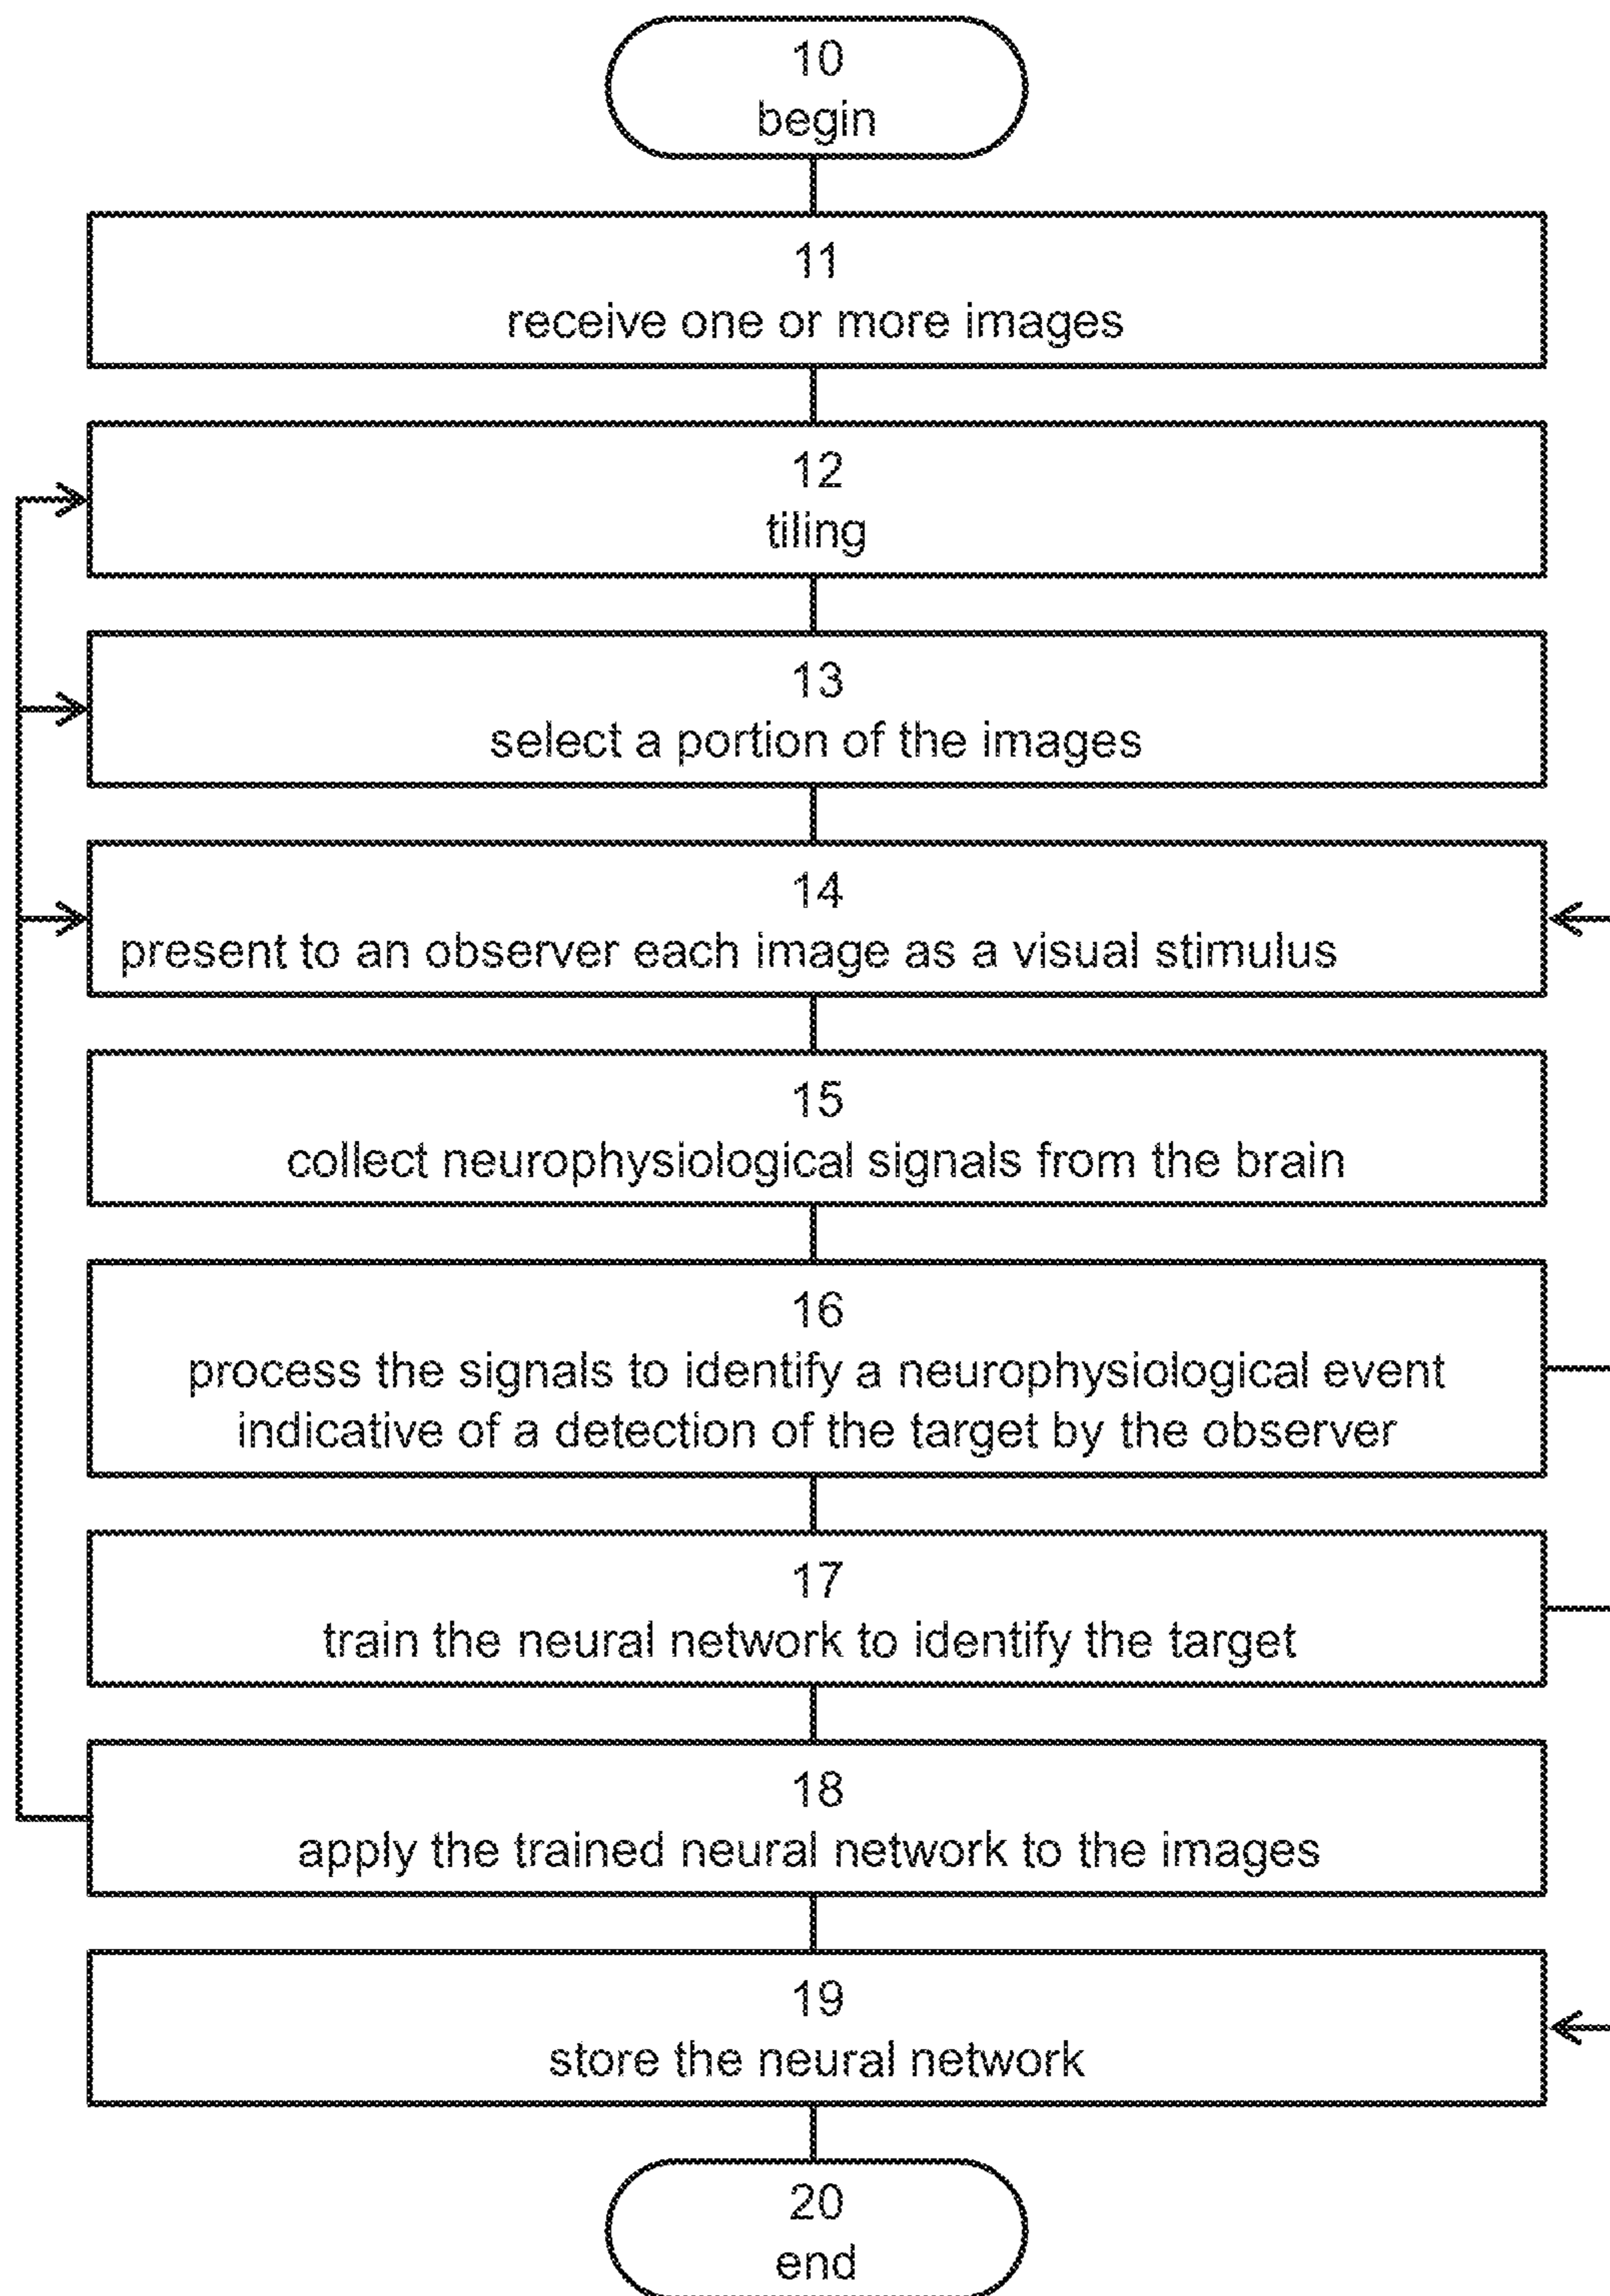 10
begin
11
receive one or more images
12
tiling
13
select a portion of the images
14
present to an observer each image as a visual stimulus
15
collect neurophysiological signals from the brain
16
process the signals to identify a neurophysiological event
indicative of a detection of the target by the observer
17
train the neural network to identify the target
18
apply the trained neural network to the images
19
store the neural network
20
end